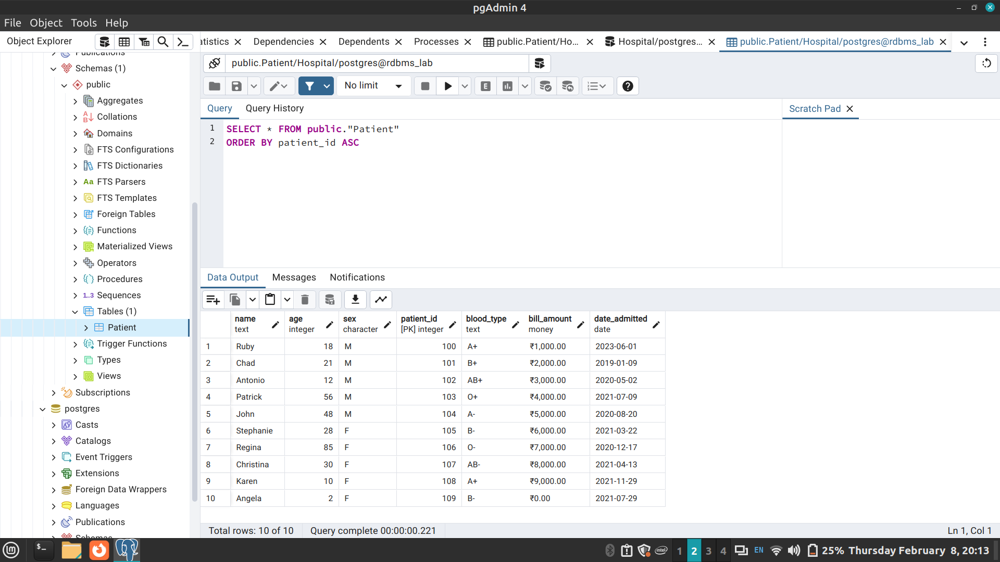 pgAdmin 4
File Object Tools Help
Object Explorer
atistics Dependencies Dependents Processes public.Patient/Ho... Hospital/postgres... public.Patient/Hospital/postgres@rdbms_lab
public.Patient/Hospital/postgres@rdbms_lab
No limit
E
Query Query History
Scratch Pad
1 SELECT * FROM public."Patient"
2 ORDER BY patient_id ASC
Publications
Schemas (1)
public
Aggregates
Collations
Domains
FTS Configurations
FTS Dictionaries
Aa FTS Parsers
FTS Templates
Foreign Tables
Functions
Materialized Views
Operators
Procedures
1..3 Sequences
Tables (1)
Patient
Trigger Functions
Types
Views
Subscriptions
postgres
Casts
Catalogs
Event Triggers
Extensions
Foreign Data Wrappers
Languages
Publications
Schemas
Data Output Messages Notifications
name age sex patient_id blood_type bill_amount date_admitted
text integer character [PK] integer text money date
1 Ruby 18 M 100 A+ ₹1,000.00 2023-06-01
2 Chad 21 M 101 B+ ₹2,000.00 2019-01-09
3 Antonio 12 M 102 AB+ ₹3,000.00 2020-05-02
4 Patrick 56 M 103 O+ ₹4,000.00 2021-07-09
5 John 48 M 104 A- ₹5,000.00 2020-08-20
6 Stephanie 28 F 105 B- ₹6,000.00 2021-03-22
7 Regina 85 F 106 O- ₹7,000.00 2020-12-17
8 Christina 30 F 107 AB- ₹8,000.00 2021-04-13
9 Karen 10 F 108 A+ ₹9,000.00 2021-11-29
10 Angela 2 F 109 B- ₹0.00 2021-07-29
Total rows: 10 of 10 Query complete 00:00:00.221 Ln 1, Col 1
$_ intel 1 2 3 4 EN 25% Thursday February 8, 20:13